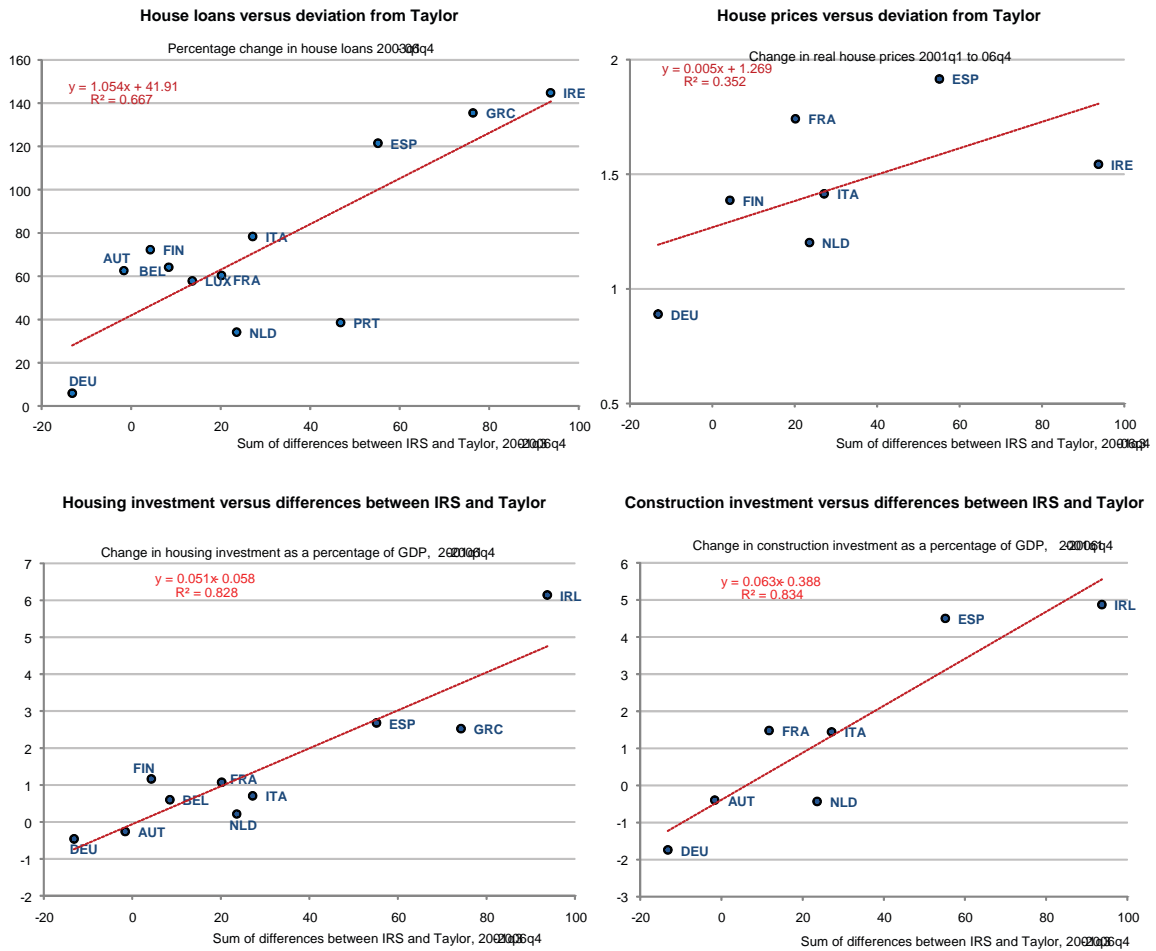 House loans versus deviation from Taylor
Percentage change in house loans
160
140
120
100
80
60
40
20
0
y = 1.054x + 41.91
R² = 0.667
IRE
GRC
ESP
ITA
FIN
AUT
BEL
LUX
FRA
PRT
NLD
DEU
-20
0
20
40
60
80
100
Sum of differences between IRS and Taylor,
House prices versus deviation from Taylor
Change in real house prices 2001q1 to 06q4
2
1.5
1
0.5
y = 0.005x + 1.269
R² = 0.352
ESP
FRA
IRE
ITA
FIN
NLD
DEU
-20
0
20
40
60
80
100
Sum of differences between IRS and Taylor,
Housing investment versus differences between IRS and Taylor
Change in housing investment as a percentage of GDP,
7
6
5
4
3
2
1
0
-1
-2
y = 0.051x - 0.058
R² = 0.828
IRL
ESP
GRC
FIN
FRA
BEL
ITA
NLD
AUT
DEU
-20
0
20
40
60
80
100
Sum of differences between IRS and Taylor,
Construction investment versus differences between IRS and Taylor
Change in construction investment as a percentage of GDP,
6
5
4
3
2
1
0
-1
-2
-3
y = 0.063x - 0.388
R² = 0.834
IRL
ESP
FRA
ITA
AUT
NLD
DEU
-20
0
20
40
60
80
100
Sum of differences between IRS and Taylor,